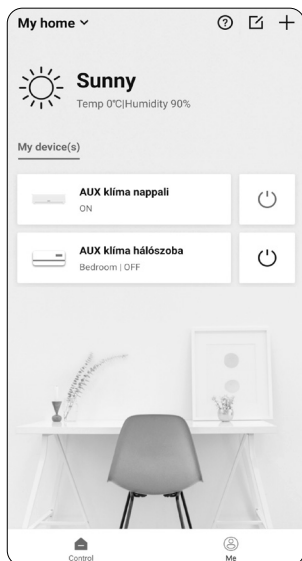 My home
Sunny
Temp 0°C|Humidity 90%
My device(s)
AUX klíma nappali
ON
AUX klíma hálószoba
Bedroom | OFF
Control
Me